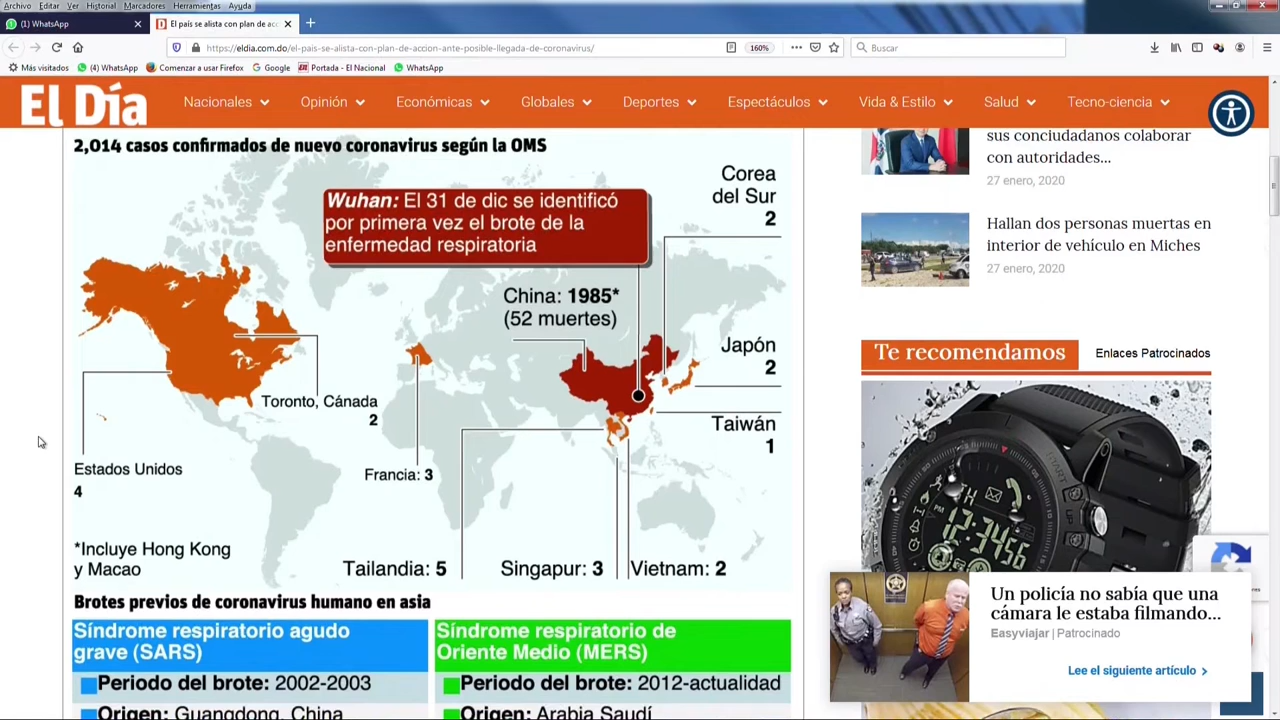 Archivo Editar Ver Historial Marcadores Herramientas Ayuda
(1) WhatsApp
El país se alista con plan de acc
https://eldia.com.do/el-pais-se-alista-con-plan-de-accion-ante-posible-llegada-de-coronavirus/
160%
Buscar
Más visitados (4) WhatsApp Comenzar a usar Firefox Google Portada - El Nacional WhatsApp
El Día
Nacionales Opinión Económicas Globales Deportes Espectáculos Vida & Estilo Salud Tecno-ciencia
2,014 casos confirmados de nuevo coronavirus según la OMS
Wuhan: El 31 de dic se identificó
por primera vez el brote de la
enfermedad respiratoria
Corea
del Sur
2
China: 1985*
(52 muertes)
Japón
2
Toronto, Cánada
2
Taiwán
1
Estados Unidos
4
Francia: 3
*Incluye Hong Kong
y Macao
Tailandia: 5
Singapur: 3
Vietnam: 2
Brotes previos de coronavirus humano en asia
Síndrome respiratorio agudo
grave (SARS)
Periodo del brote: 2002-2003
Origen: Guangdong, China
Síndrome respiratorio de
Oriente Medio (MERS)
Periodo del brote: 2012-actualidad
Origen: Arabia Saudí
sus conciudadanos colaborar
con autoridades...
27 enero, 2020
Hallan dos personas muertas en
interior de vehículo en Miches
27 enero, 2020
Te recomendamos
Enlaces Patrocinados
START
UP
PM
12:34:56
Un policía no sabía que una
cámara le estaba filmando...
Easyviajar | Patrocinado
Lee el siguiente artículo